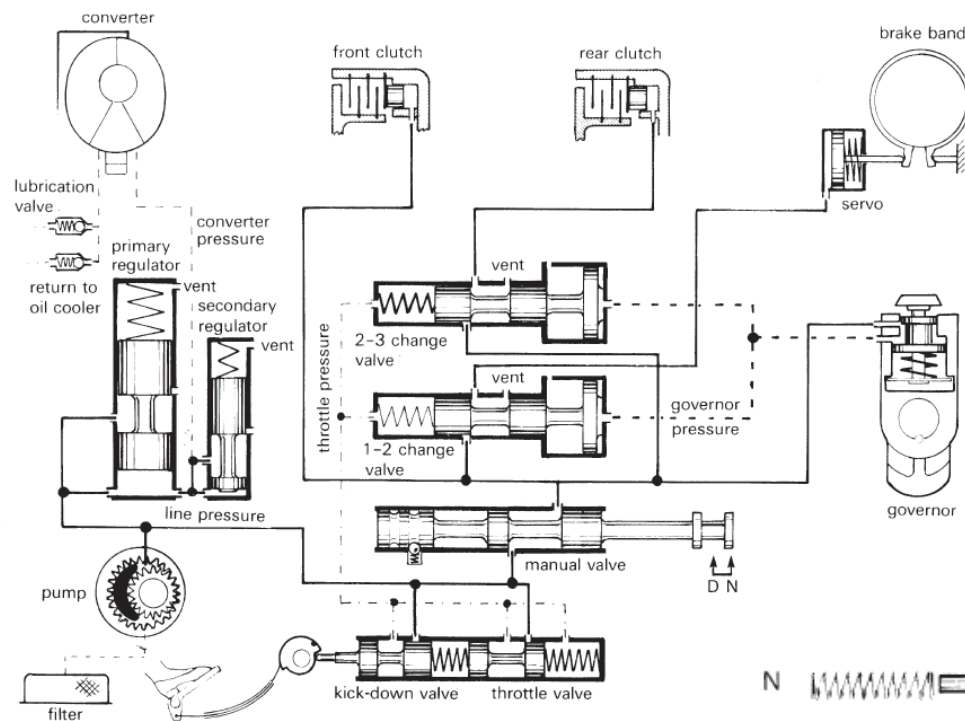 converter
front clutch
rear clutch
brake band
lubrication
valve
converter
pressure
servo
primary
regulator
vent
return to
oil cooler
secondary
regulator
vent
vent
2-3 change
valve
throttle pressure
vent
governor
pressure
1-2 change
valve
line pressure
governor
manual valve
D N
pump
kick-down valve
throttle valve
filter
N